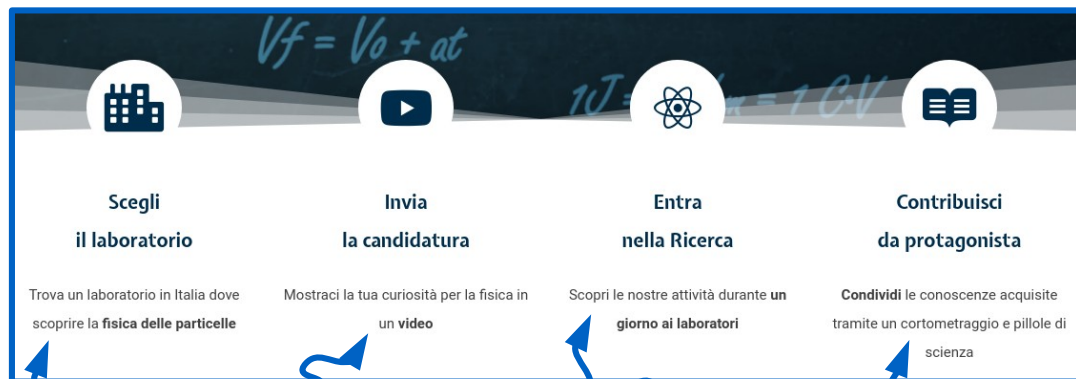 Vf = Vo + at
1J = m = 1 C·V
Scegli
il laboratorio
Trova un laboratorio in Italia dove
scoprire la fisica delle particelle
Invia
la candidatura
Mostraci la tua curiosità per la fisica in
un video
Entra
nella Ricerca
Scopri le nostre attività durante un
giorno ai laboratori
Contribuisci
da protagonista
Condividi le conoscenze acquisite
tramite un cortometraggio e pillole di
scienza